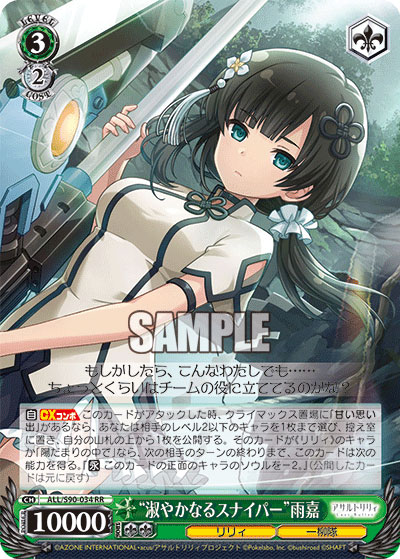 3
LEVEL
2
COST
SAMPLE
もしかしたら、こんなわたしでも……
ちょっとくらいはチームの役に立ててるのかな?
自 CXコンボ このカードがアタックした時、クライマックス置場に「甘い思い
出」があるなら、あなたは相手のレベル2以下のキャラを1枚まで選び、控え
室に置き、自分の山札の上から1枚を公開する。そのカードが《リリィ》のキャラ
か「陽だまりの中で」なら、次の相手のターンの終わりまで、このカードは次の
能力を得る。『永 このカードの正面のキャラのソウルを-2。』(公開したカー
ドは元に戻す)
CH ALL/S90-034 RR
10000
“淑やかなるスナイパー”雨嘉
アサルトリリィ
リリィ
一柳隊
©AZONE INTERNATIONAL・acus/アサルトリリィプロジェクト ©Pokelabo, Inc./bushiroad ©SHAFT